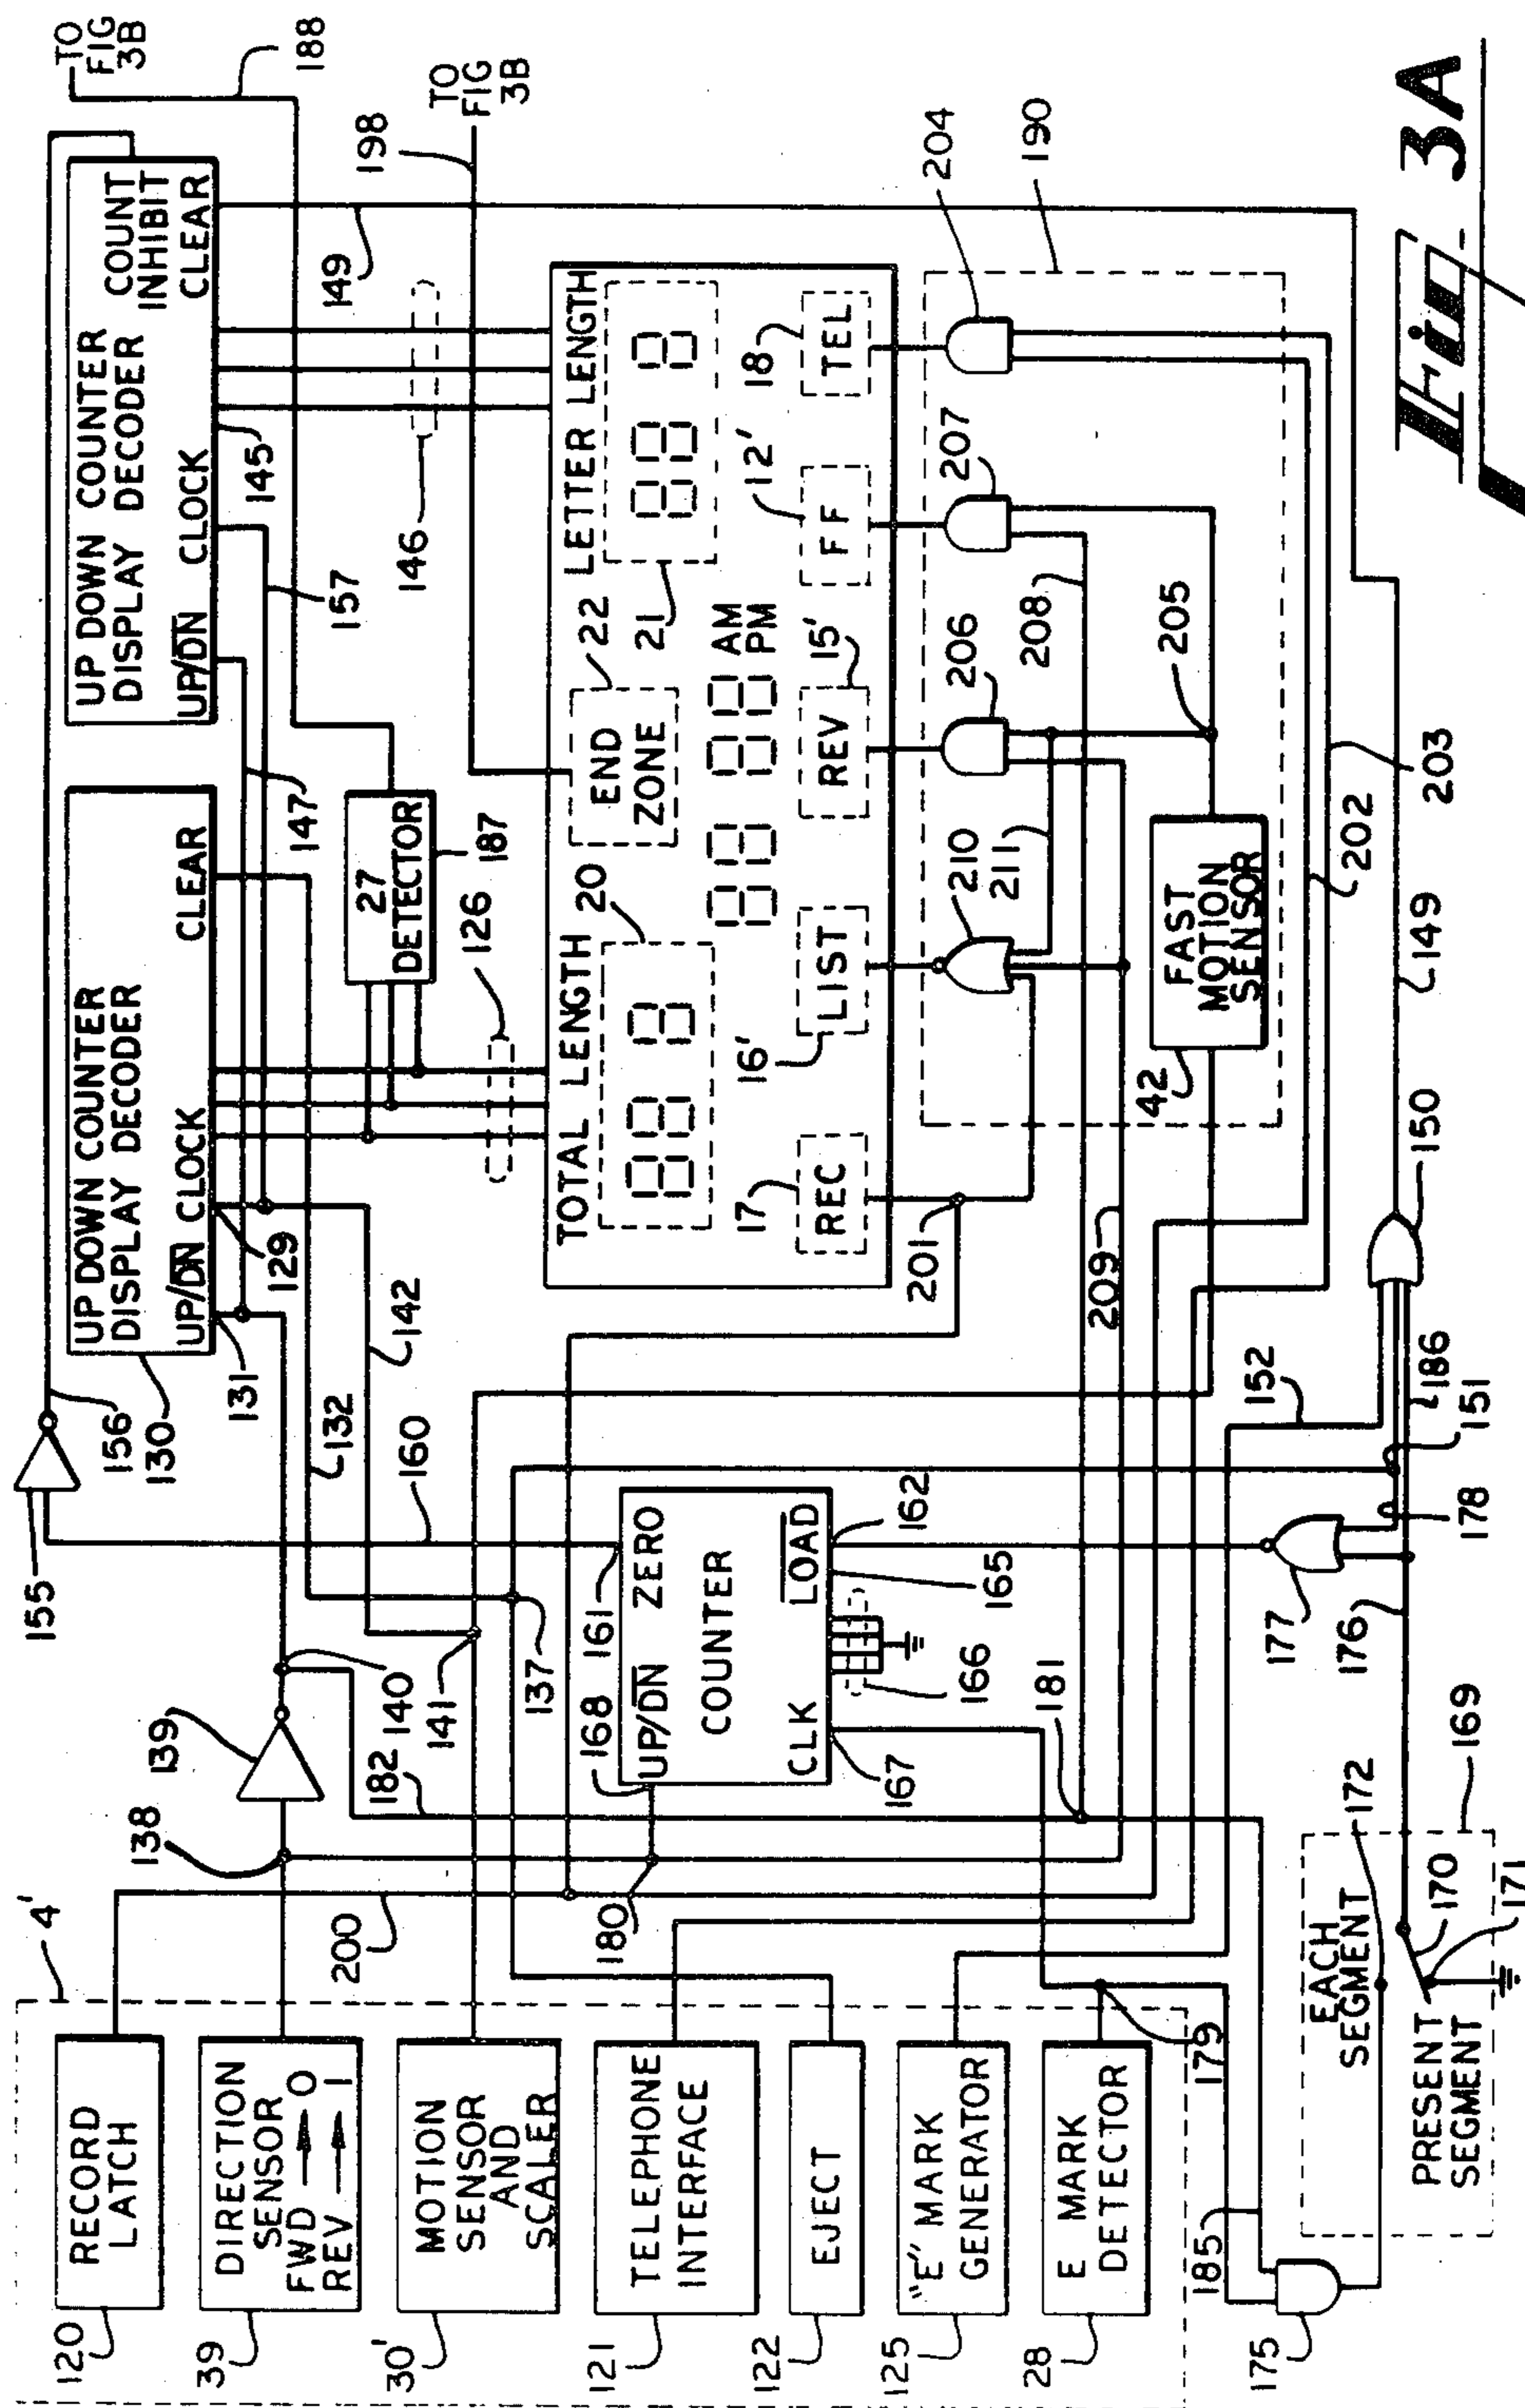 TO
FIG
3B
188
TO
FIG
3B
198
155
156
130
UP DOWN COUNTER
DISPLAY DECODER
UP/DN CLOCK CLEAR
131
129
UP DOWN COUNTER
DISPLAY DECODER
COUNT
INHIBIT
UP/DN CLOCK CLEAR
145
147
157
149
146
132
142
160
27
DETECTOR
187
126
4'
120
RECORD
LATCH
39
DIRECTION
SENSOR
FWD → 0
REV → 1
30'
MOTION
SENSOR
AND
SCALER
121
TELEPHONE
INTERFACE
122
EJECT
125
"E" MARK
GENERATOR
28
E MARK
DETECTOR
138
139
140
182
141
200
137
180
168
161
UP/DN ZERO
COUNTER
CLK LOAD
167
166
165
162
181
179
185
175
TOTAL LENGTH
20
END
ZONE
22
LETTER LENGTH
21
AM
PM
17
REC
16'
LIST
15'
REV
12'
FF
18
TEL
201
209
210
211
206
208
207
204
190
205
42
FAST
MOTION
SENSOR
202
203
152
186
151
178
177
176
150
149
EACH
SEGMENT
172
169
170
171
PRESENT
SEGMENT
Fig 3A